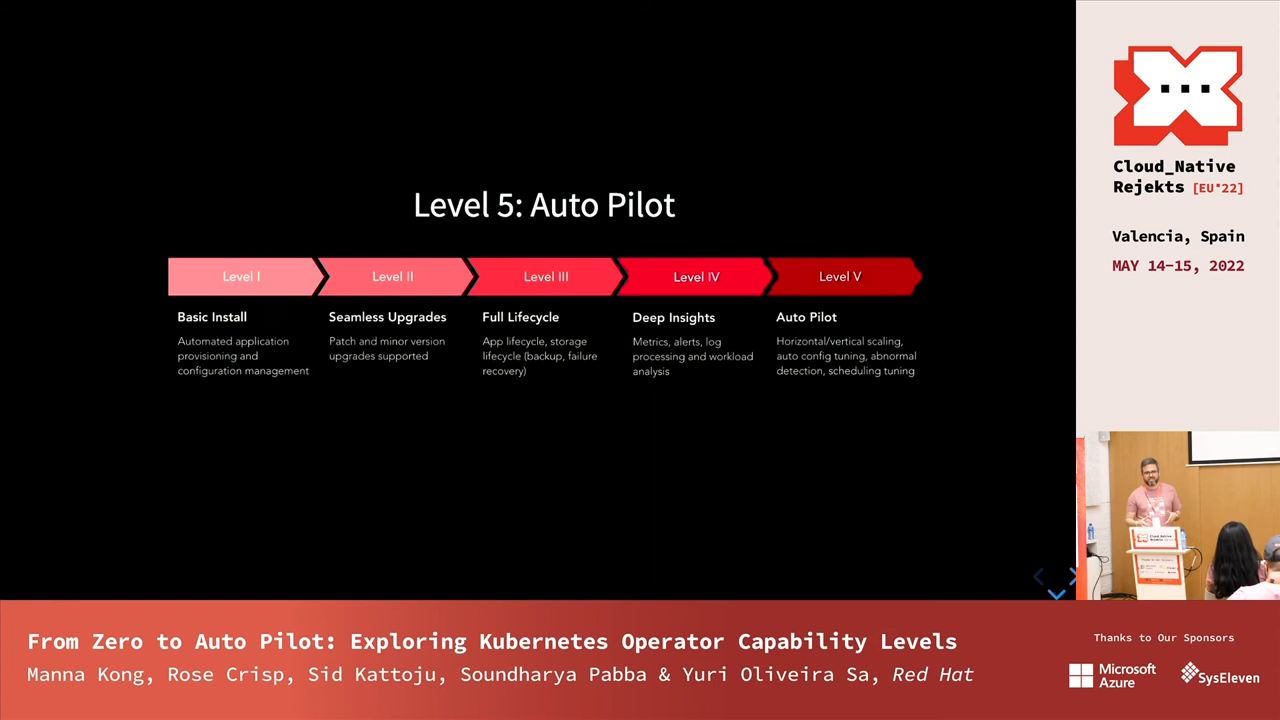 Level 5: Auto Pilot
Level I
Level II
Level III
Level IV
Level V
Basic Install
Automated application
provisioning and
configuration management
Seamless Upgrades
Patch and minor version
upgrades supported
Full Lifecycle
App lifecycle, storage
lifecycle (backup, failure
recovery)
Deep Insights
Metrics, alerts, log
processing and workload
analysis
Auto Pilot
Horizontal/vertical scaling,
auto config tuning, abnormal
detection, scheduling tuning
Cloud_Native
Rejekts [EU*22]
Valencia, Spain
MAY 14-15, 2022
Cloud_Native
Rejekts
From Zero to Auto Pilot: Exploring Kubernetes Operator Capability Levels
Manna Kong, Rose Crisp, Sid Kattoju, Soundharya Pabba & Yuri Oliveira Sa, Red Hat
Thanks to Our Sponsors
Microsoft
Azure
SysEleven